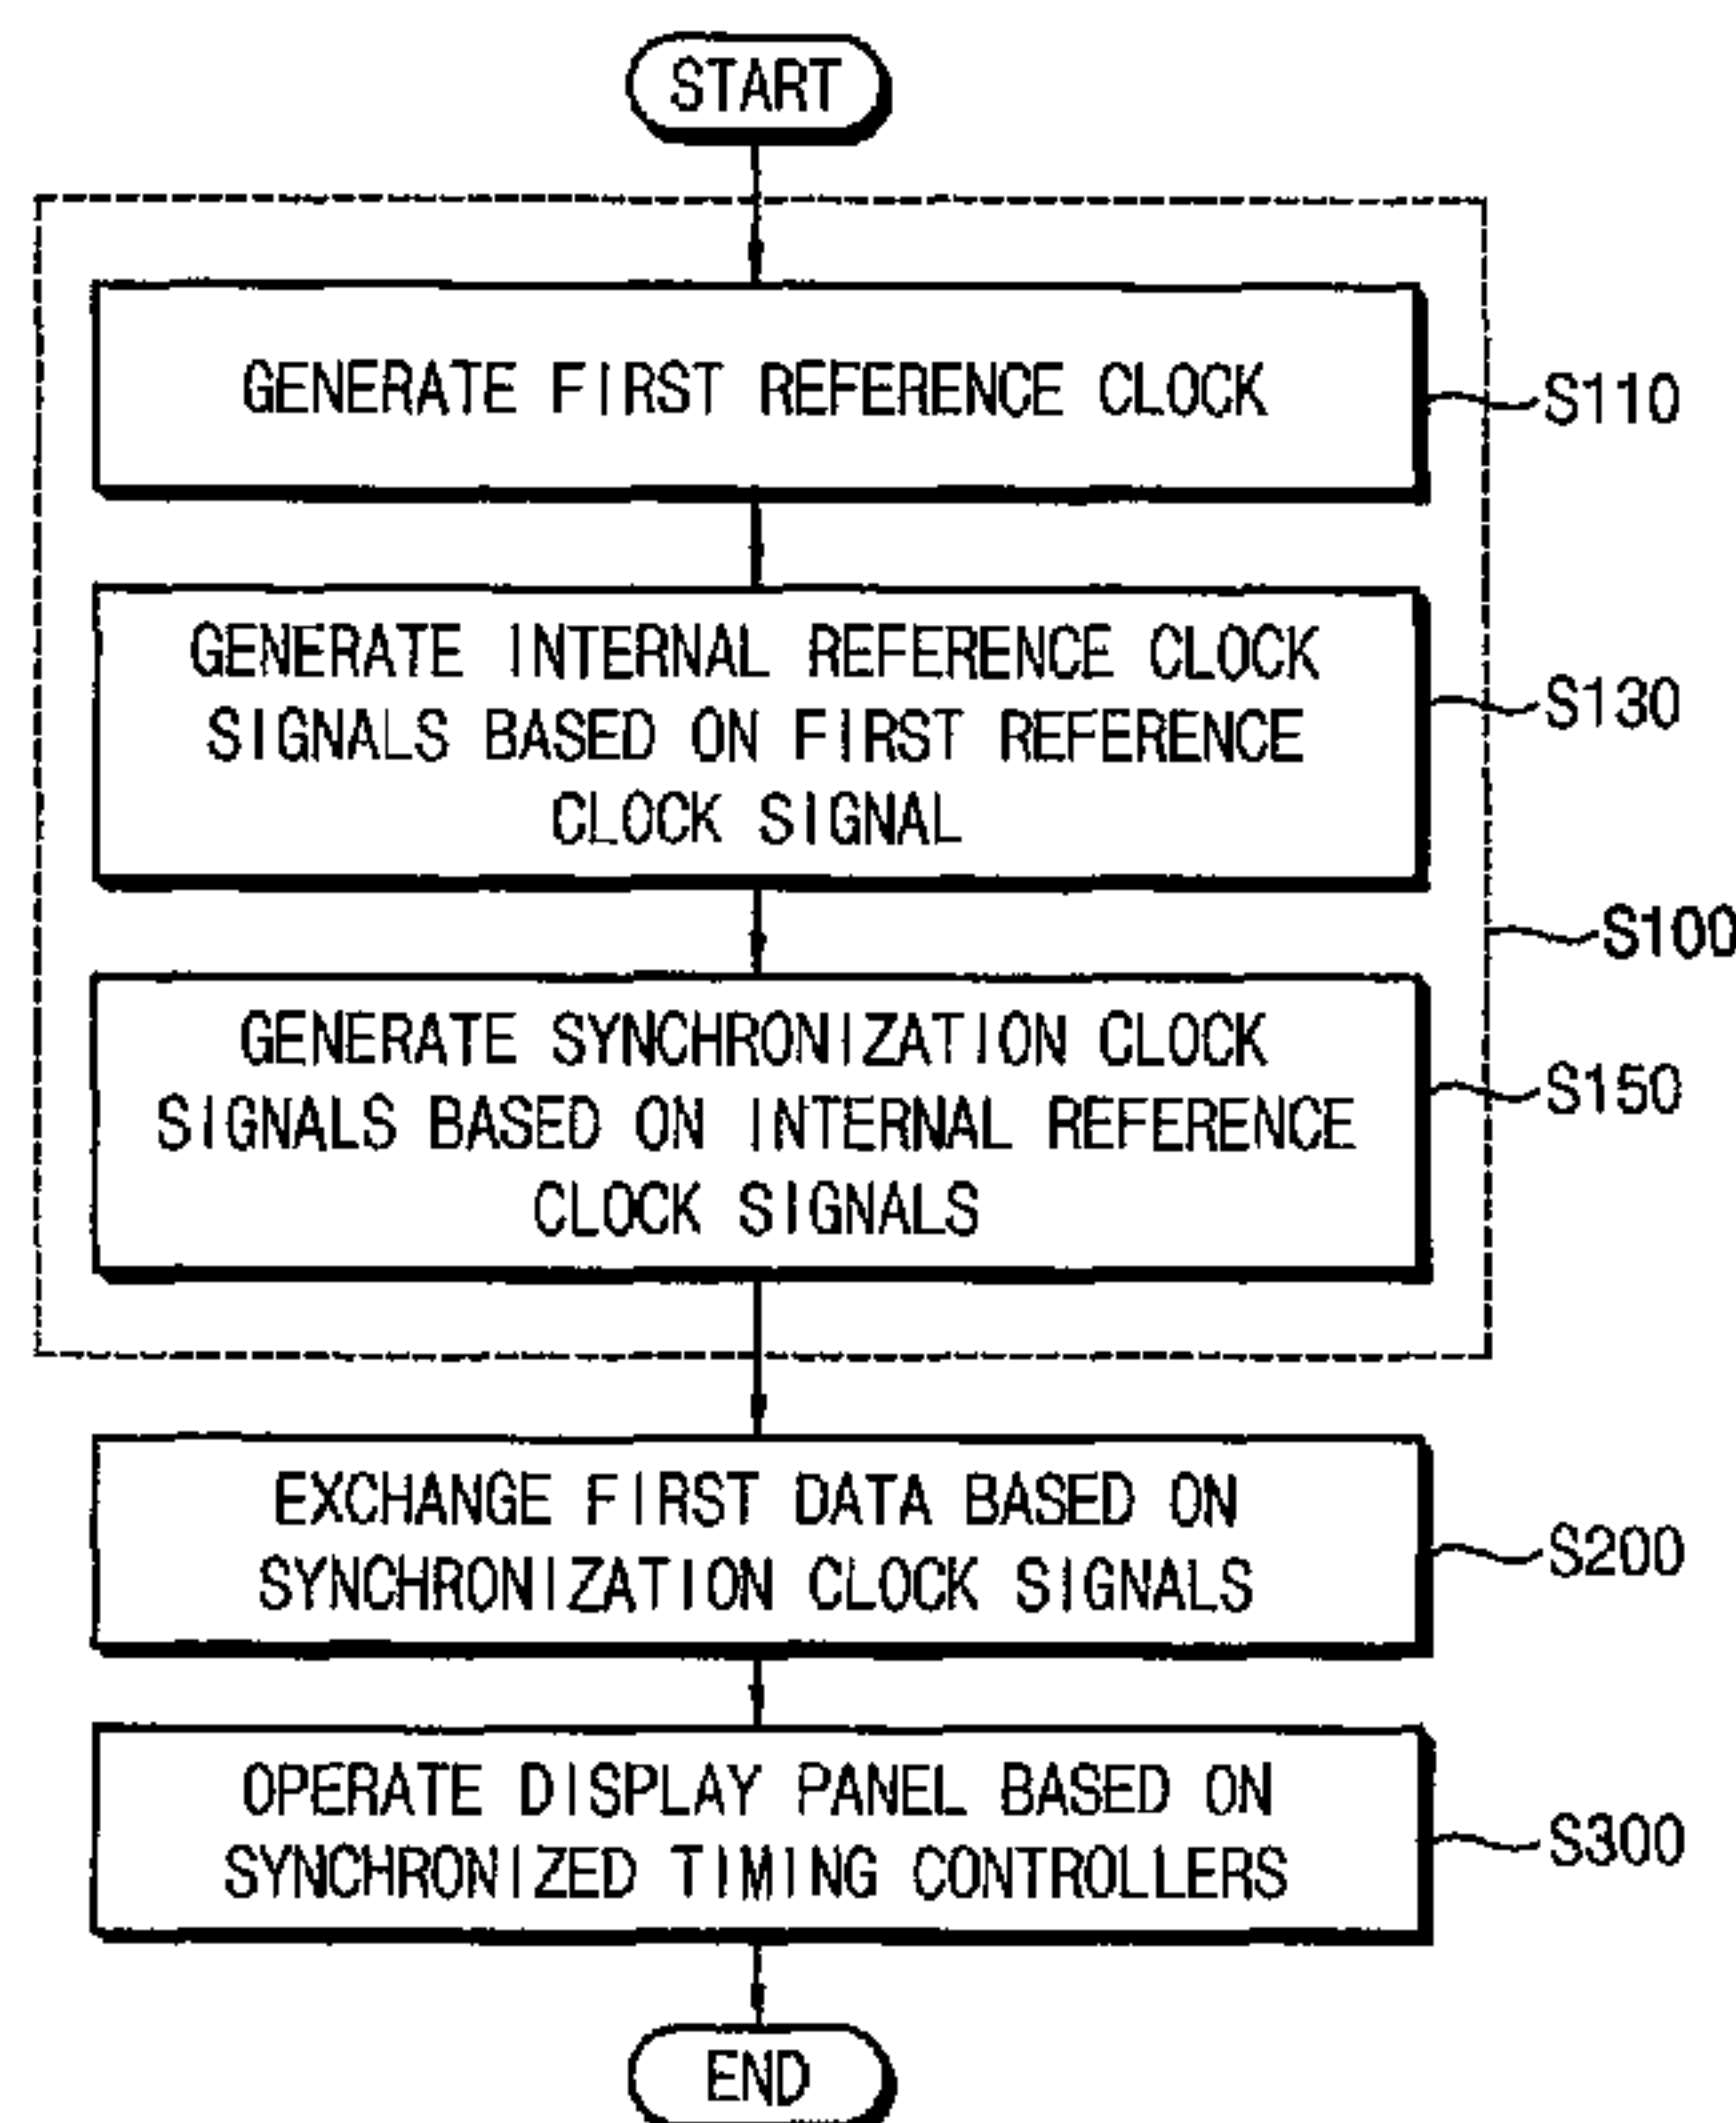 START
GENERATE FIRST REFERENCE CLOCK
S110
GENERATE INTERNAL REFERENCE CLOCK
SIGNALS BASED ON FIRST REFERENCE
CLOCK SIGNAL
S130
S100
GENERATE SYNCHRONIZATION CLOCK
SIGNALS BASED ON INTERNAL REFERENCE
CLOCK SIGNALS
S150
EXCHANGE FIRST DATA BASED ON
SYNCHRONIZATION CLOCK SIGNALS
S200
OPERATE DISPLAY PANEL BASED ON
SYNCHRONIZED TIMING CONTROLLERS
S300
END